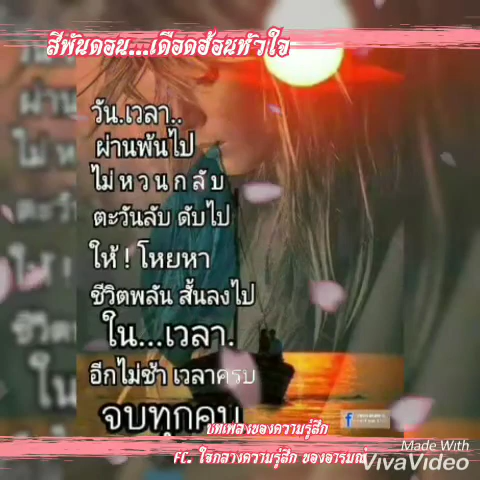 สีพันดอน...เดือดฮ้อนหัวใจ
วัน.เวลา..
ผ่านพ้นไป
ไม่ ห ว น ก ลั บ
ตะวันลับ ดับไป
ให้ ! โหยหา
ชีวิตพลัน สิ้นลงไป
ใน...เวลา.
อีกไม่ช้า เวลาครบ
จบทุกคน
บทเพลงของความรู้สึก
FC. ใจกลางความรู้สึก ของอารมณ์
Made With
VivaVideo